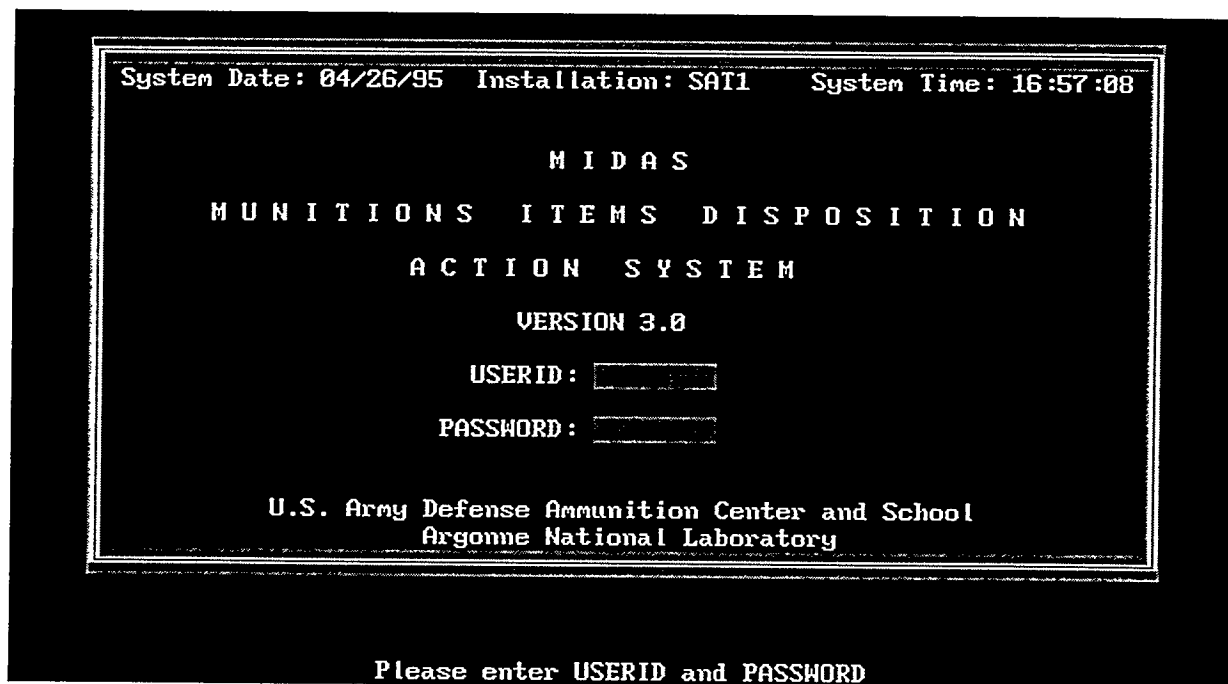 System Date: 04/26/95 Installation: SAT1 System Time: 16:57:08
M I D A S
M U N I T I O N S I T E M S D I S P O S I T I O N
A C T I O N S Y S T E M
VERSION 3.0
USERID:
PASSWORD:
U.S. Army Defense Ammunition Center and School
Argonne National Laboratory
Please enter USERID and PASSWORD